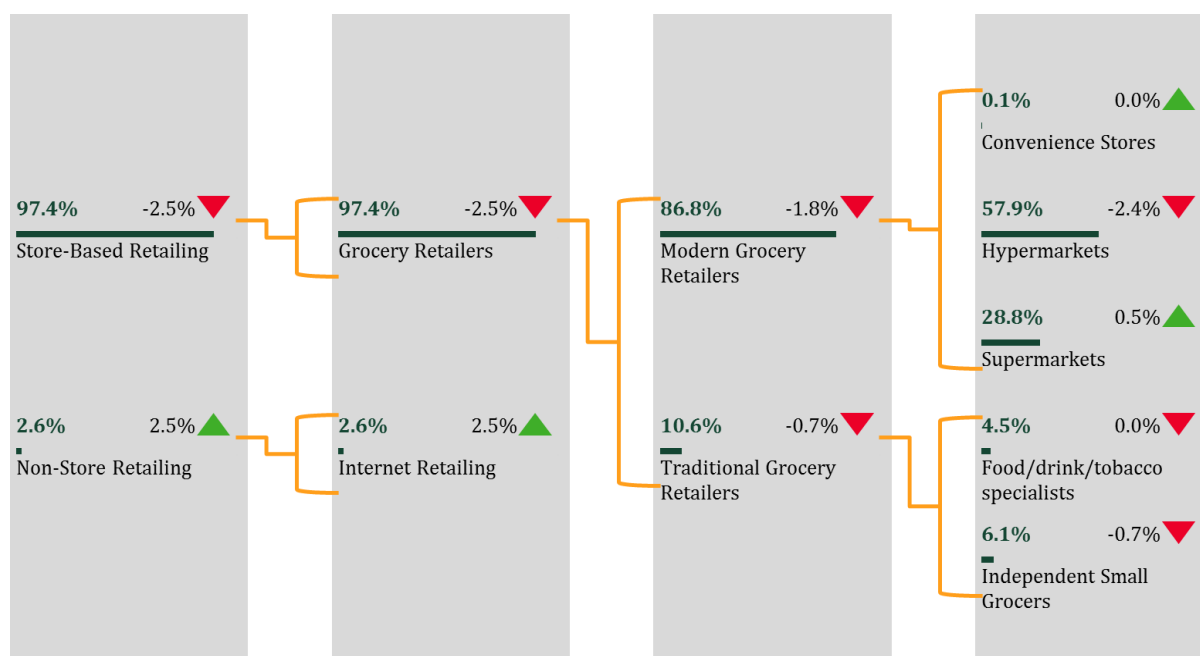 97.4% -2.5%
Store-Based Retailing
2.6% 2.5%
Non-Store Retailing
97.4% -2.5%
Grocery Retailers
2.6% 2.5%
Internet Retailing
86.8% -1.8%
Modern Grocery
Retailers
10.6% -0.7%
Traditional Grocery
Retailers
0.1% 0.0%
Convenience Stores
57.9% -2.4%
Hypermarkets
28.8% 0.5%
Supermarkets
4.5% 0.0%
Food/drink/tobacco
specialists
6.1% -0.7%
Independent Small
Grocers